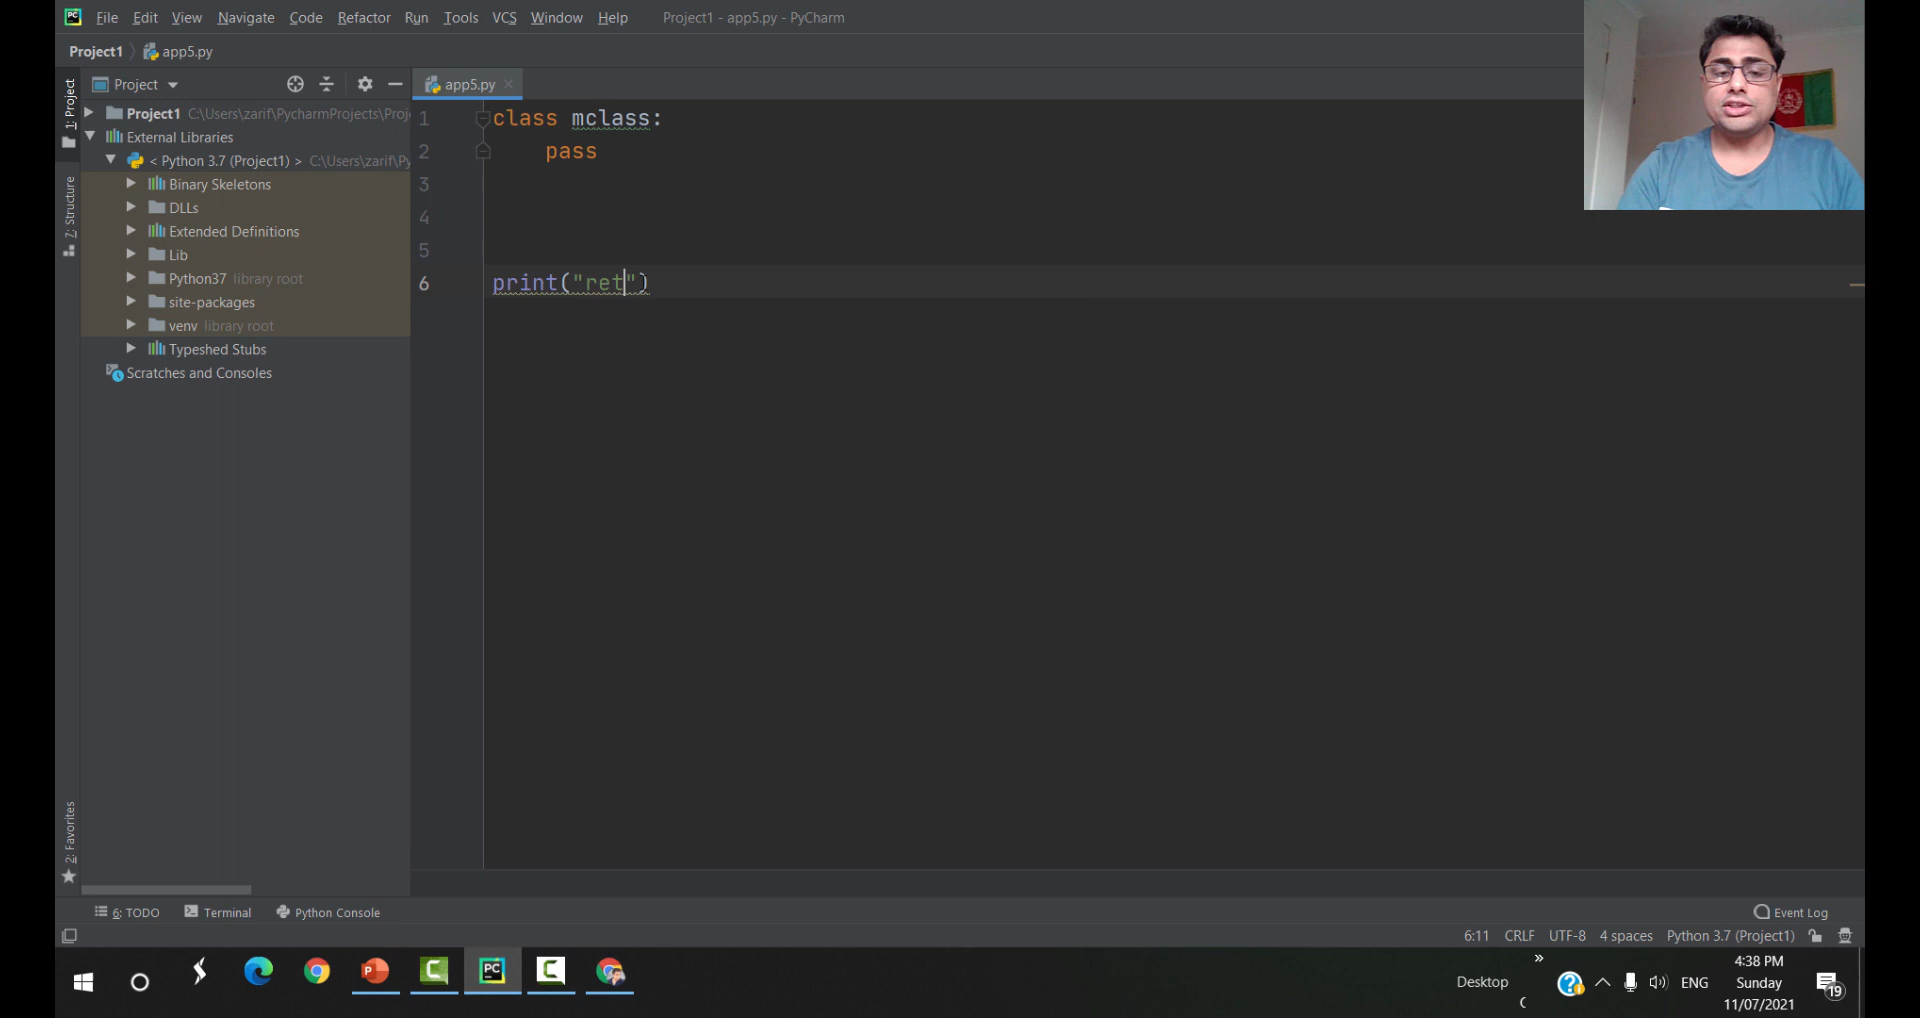 PC File Edit View Navigate Code Refactor Run Tools VCS Window Help Project1 - app5.py - PyCharm
Project1 app5.py
Project app5.py
1: Project
Project1 C:\Users\zarif\PycharmProjects\Proj
External Libraries
< Python 3.7 (Project1) > C:\Users\zarif\Py
Binary Skeletons
DLLs
Extended Definitions
Lib
Python37 library root
site-packages
venv library root
Typeshed Stubs
Scratches and Consoles
7: Structure
2: Favorites
1 class mclass:
2 pass
3
4
5
6 print("ret")
6: TODO Terminal Python Console Event Log
6:11 CRLF UTF-8 4 spaces Python 3.7 (Project1)
P C PC C Desktop » ENG
4:38 PM
Sunday
11/07/2021
19